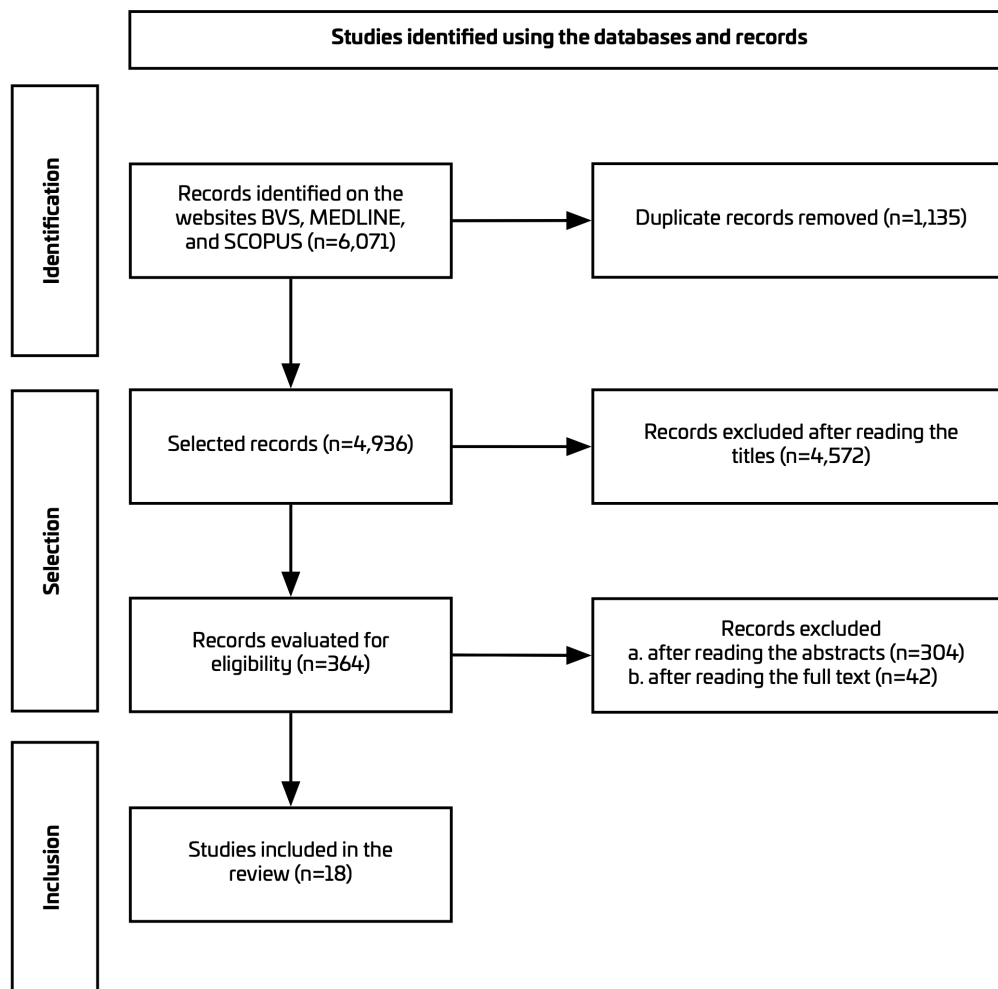 Studies identified using the databases and records
Identification
Records identified on the
websites BVS, MEDLINE,
and SCOPUS (n=6,071)
Duplicate records removed (n=1,135)
Selection
Selected records (n=4,936)
Records excluded after reading the
titles (n=4,572)
Records evaluated for
eligibility (n=364)
Records excluded
a. after reading the abstracts (n=304)
b. after reading the full text (n=42)
Inclusion
Studies included in the
review (n=18)